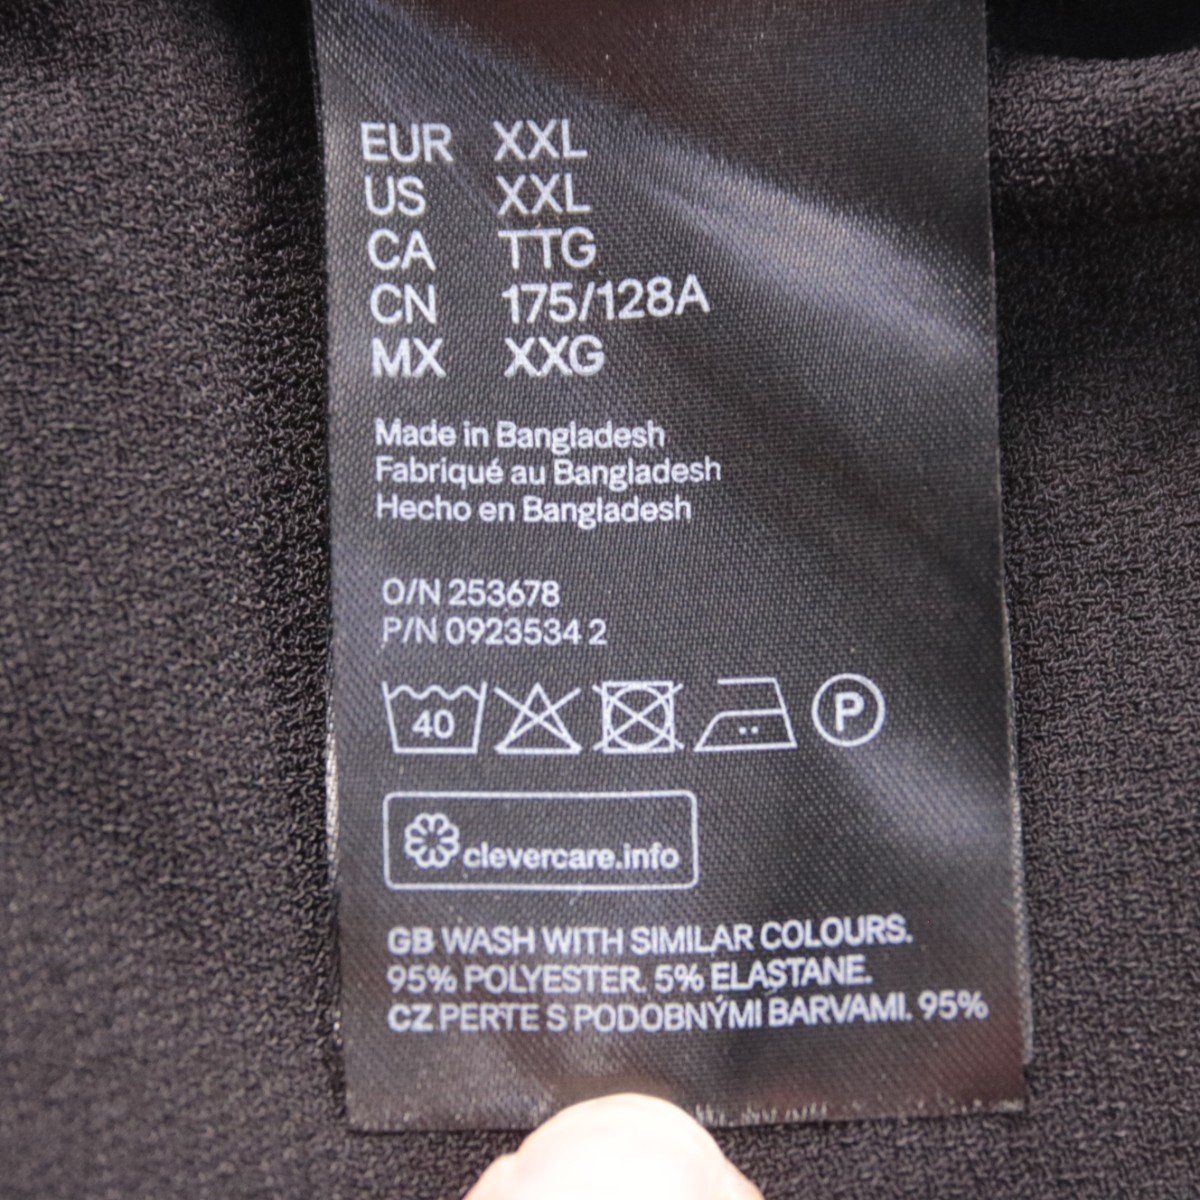 EUR XXL
US XXL
CA TTG
CN 175/128A
MX XXG
Made in Bangladesh
Fabriqué au Bangladesh
Hecho en Bangladesh
O/N 253678
P/N 0923534 2
40 P
clevercare.info
GB WASH WITH SIMILAR COLOURS.
95% POLYESTER. 5% ELASTANE.
CZ PERTE S PODOBNÝMI BARVAMI. 95%